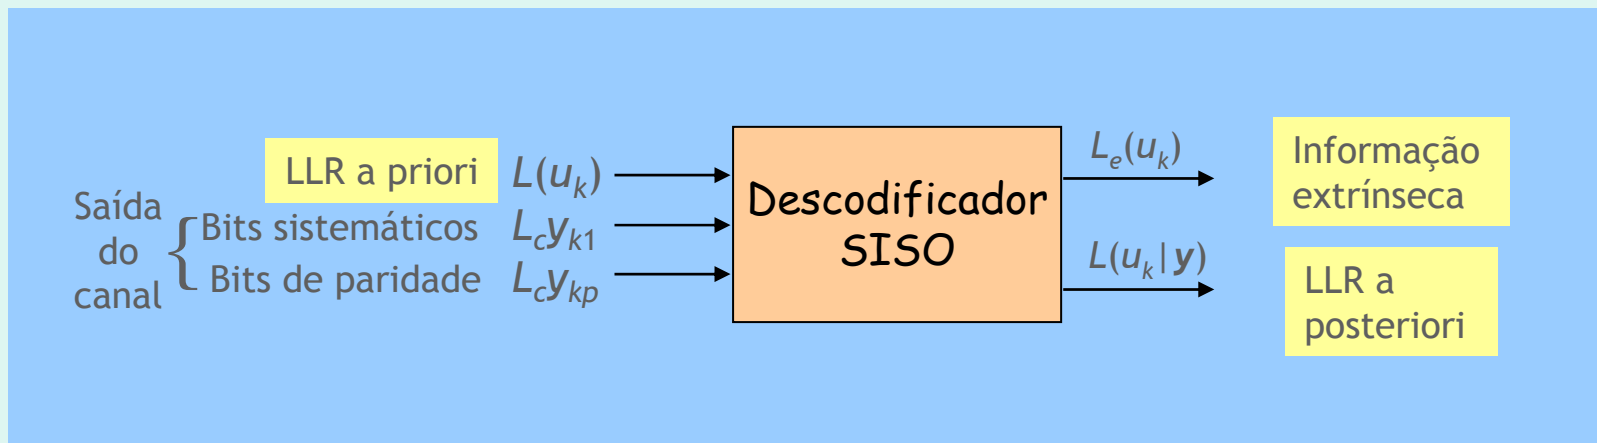 LLR a priori L(uk)
Saída do canal { Bits sistemáticos Lcyk1
Bits de paridade Lcykp
Descodificador
SISO
Le(uk)
Informação
extrínseca
L(uk|y)
LLR a
posteriori